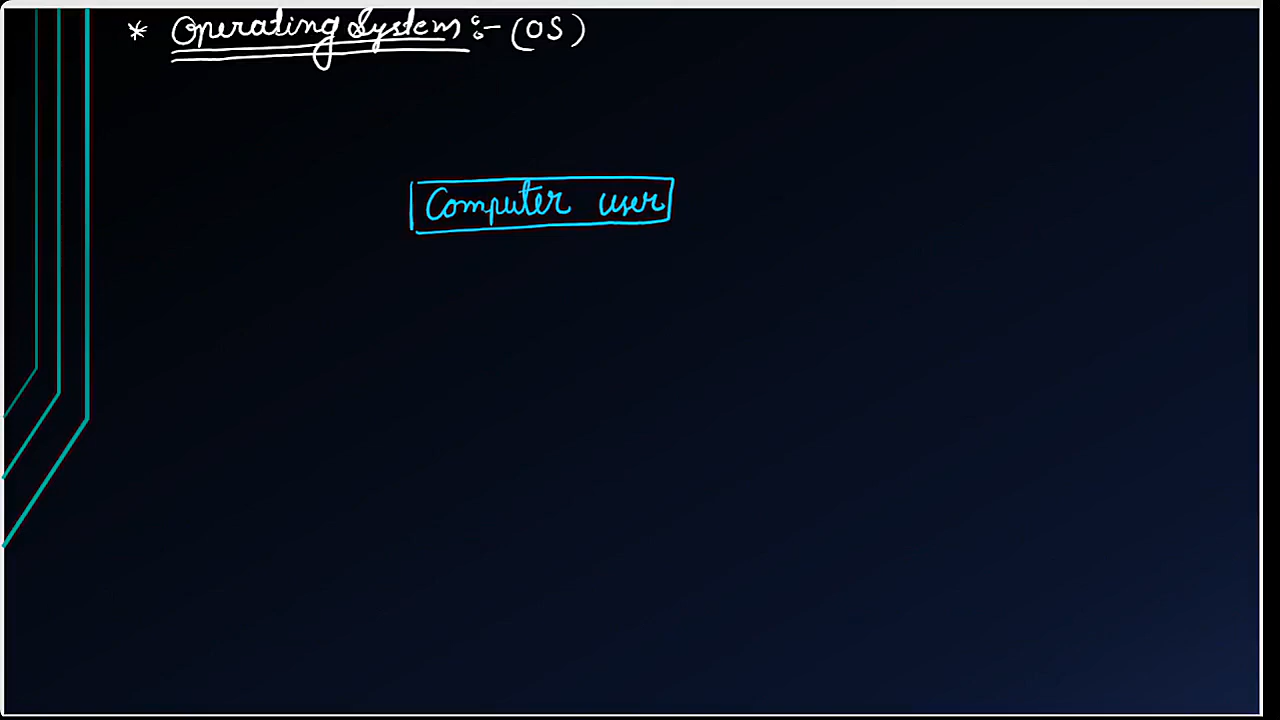 * Operating System :- (OS)
Computer user